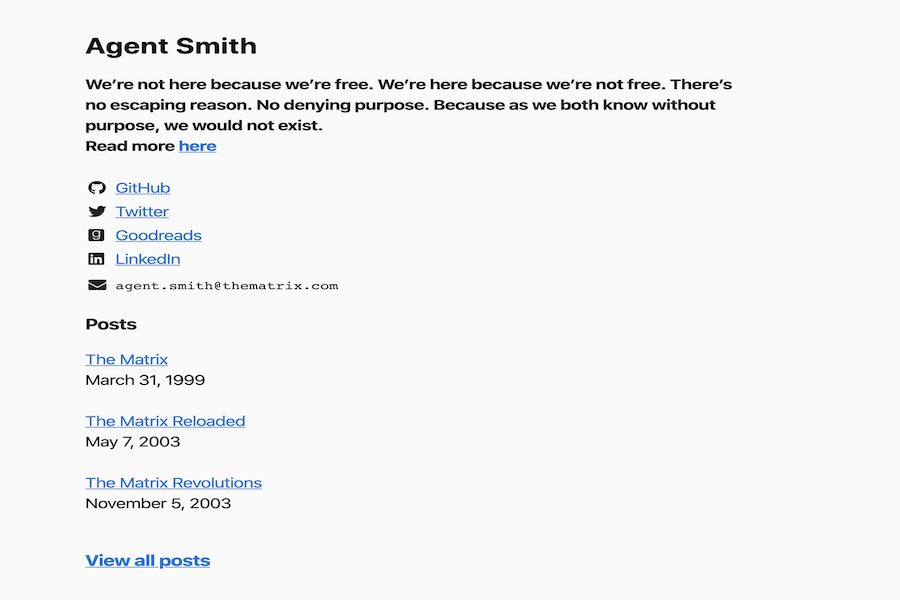 Agent Smith
We’re not here because we’re free. We’re here because we’re not free. There’s
no escaping reason. No denying purpose. Because as we both know without
purpose, we would not exist.
Read more here
GitHub
Twitter
Goodreads
LinkedIn
agent.smith@thematrix.com
Posts
The Matrix
March 31, 1999
The Matrix Reloaded
May 7, 2003
The Matrix Revolutions
November 5, 2003
View all posts